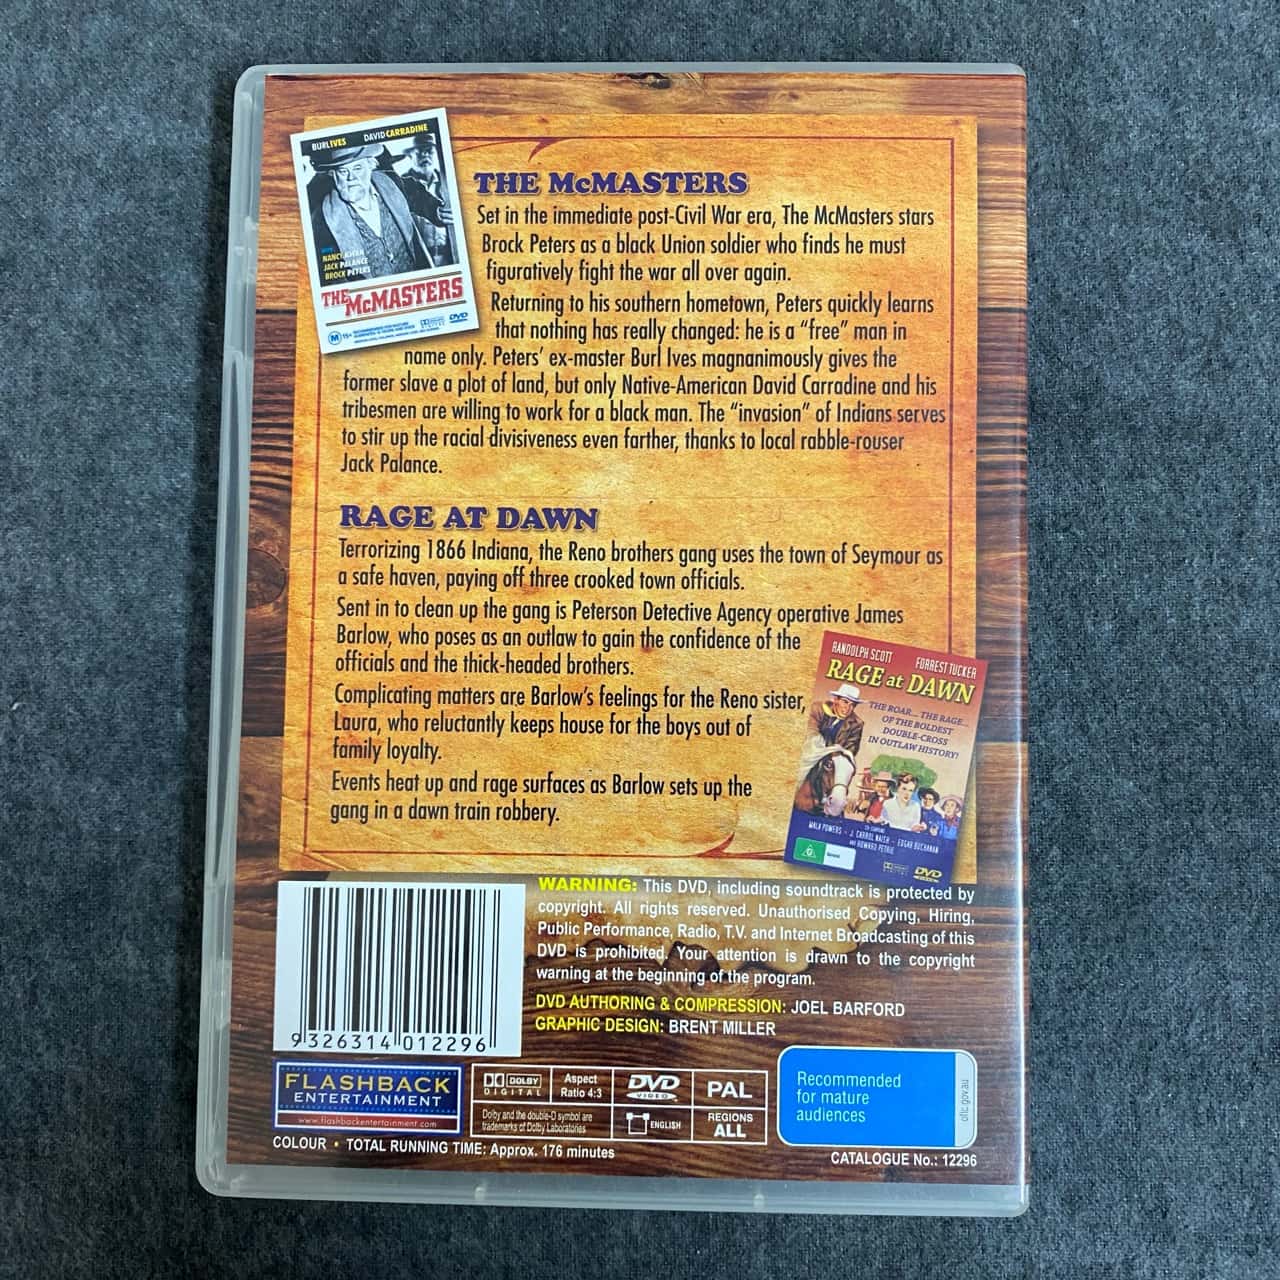 BURL IVES DAVID CARRADINE
JACK PALANCE
BROCK PETERS
THE McMASTERS
M 15+
DVD
THE McMASTERS
Set in the immediate post-Civil War era, The McMasters stars
Brock Peters as a black Union soldier who finds he must
figuratively fight the war all over again.
Returning to his southern hometown, Peters quickly learns
that nothing has really changed: he is a “free” man in
name only. Peters’ ex-master Burl Ives magnanimously gives the
former slave a plot of land, but only Native-American David Carradine and his
tribesmen are willing to work for a black man. The “invasion” of Indians serves
to stir up the racial divisiveness even farther, thanks to local rabble-rouser
Jack Palance.
RAGE AT DAWN
Terrorizing 1866 Indiana, the Reno brothers gang uses the town of Seymour as
a safe haven, paying off three crooked town officials.
Sent in to clean up the gang is Peterson Detective Agency operative James
Barlow, who poses as an outlaw to gain the confidence of the
officials and the thick-headed brothers.
Complicating matters are Barlow’s feelings for the Reno sister,
Laura, who reluctantly keeps house for the boys out of
family loyalty.
Events heat up and rage surfaces as Barlow sets up the
gang in a dawn train robbery.
RANDOLPH SCOTT FORREST TUCKER
RAGE at DAWN
THE ROAR... THE RAGE...
OF THE BOLDEST
DOUBLE-CROSS
IN OUTLAW HISTORY!
MALA POWERS • J. CARROL NAISH • EDGAR BUCHANAN
AND HOWARD PETRIE
G General
DVD
WARNING: This DVD, including soundtrack is protected by
copyright. All rights reserved. Unauthorised Copying, Hiring,
Public Performance, Radio, T.V. and Internet Broadcasting of this
DVD is prohibited. Your attention is drawn to the copyright
warning at the beginning of the program.
DVD AUTHORING & COMPRESSION: JOEL BARFORD
GRAPHIC DESIGN: BRENT MILLER
9 326314 012296
FLASHBACK
ENTERTAINMENT
www.flashbackentertainment.com
DOLBY
DIGITAL
Aspect
Ratio 4:3
DVD
VIDEO
PAL
Dolby and the double-D symbol are
trademarks of Dolby Laboratories
ENGLISH
REGIONS
ALL
Recommended
for mature
audiences
oflc.gov.au
COLOUR • TOTAL RUNNING TIME: Approx. 176 minutes
CATALOGUE No.: 12296